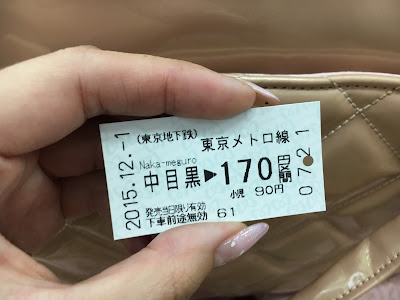 2015.12.-1
(東京地下鉄) 東京メトロ線
Naka-meguro
中目黒▶170円区間
小児 90円
発売当日限り有効
下車前途無効 61
0721